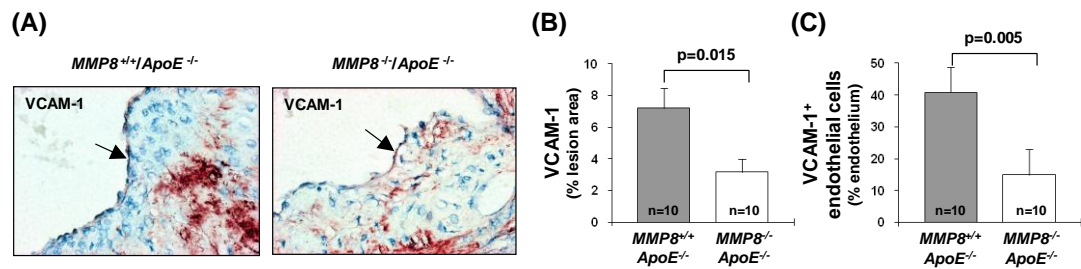 (A)
MMP8⁺/⁺/ApoE ⁻/⁻
MMP8⁻/⁻/ApoE ⁻/⁻
VCAM-1
VCAM-1
(B)
p=0.015
VCAM-1
(% lesion area)
10
8
6
4
2
0
n=10
n=10
MMP8⁺/⁺
ApoE⁻/⁻
MMP8⁻/⁻
ApoE⁻/⁻
(C)
p=0.005
VCAM-1⁺
endothelial cells
(% endothelium)
50
40
30
20
10
0
n=10
n=10
MMP8⁺/⁺
ApoE⁻/⁻
MMP8⁻/⁻
ApoE⁻/⁻